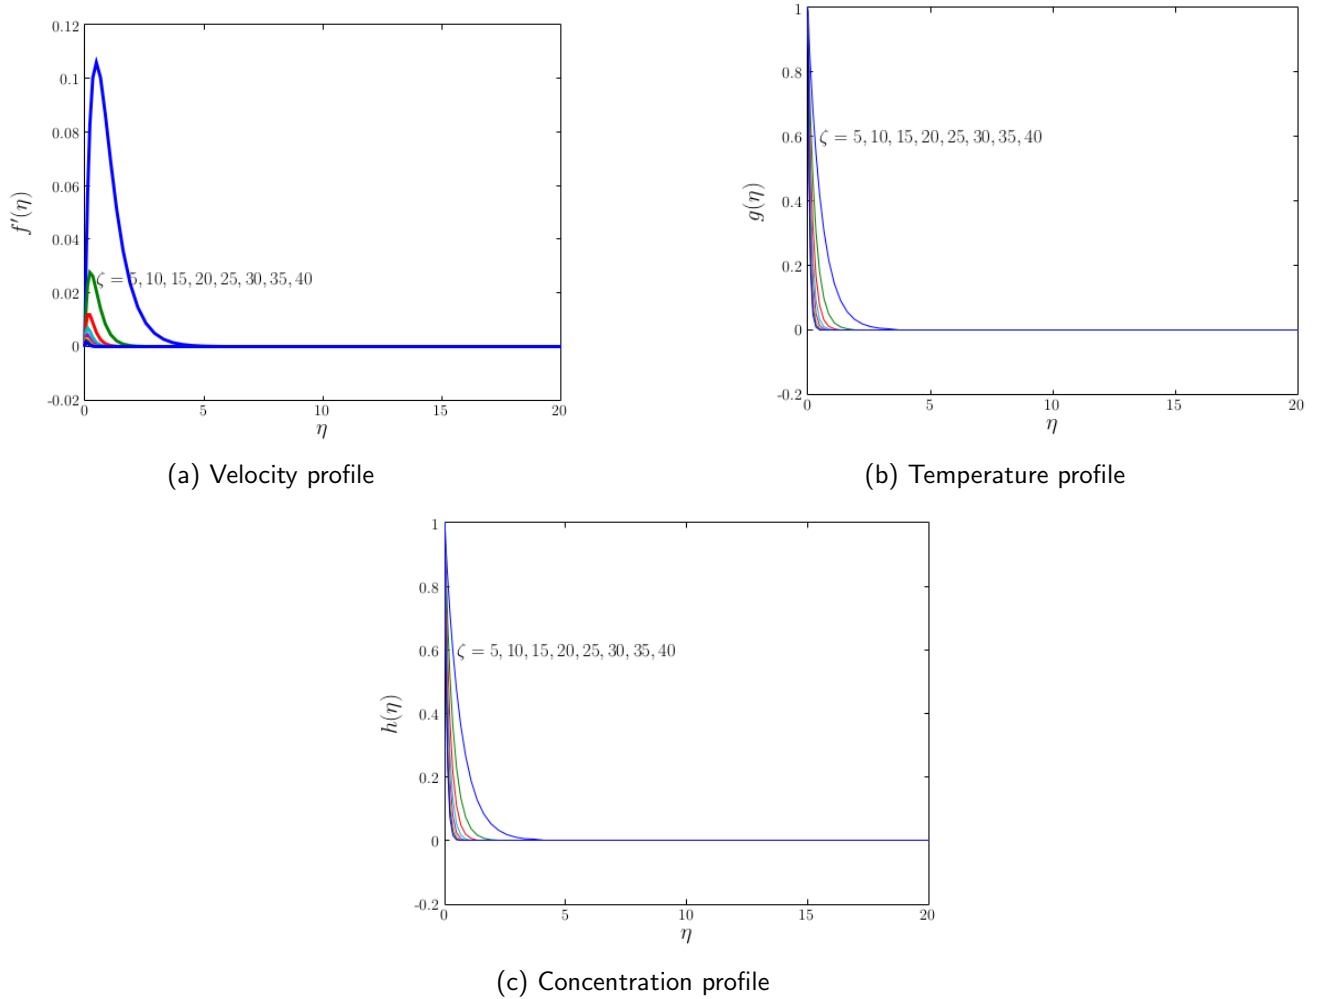 0.12
0.1
0.08
0.06
0.04
0.02
0
-0.02
f′(η)
ζ = 5, 10, 15, 20, 25, 30, 35, 40
0 5 10 15 20
η
(a) Velocity profile
1
0.8
0.6
0.4
0.2
0
-0.2
g(η)
ζ = 5, 10, 15, 20, 25, 30, 35, 40
0 5 10 15 20
η
(b) Temperature profile
1
0.8
0.6
0.4
0.2
0
-0.2
h(η)
ζ = 5, 10, 15, 20, 25, 30, 35, 40
0 5 10 15 20
η
(c) Concentration profile